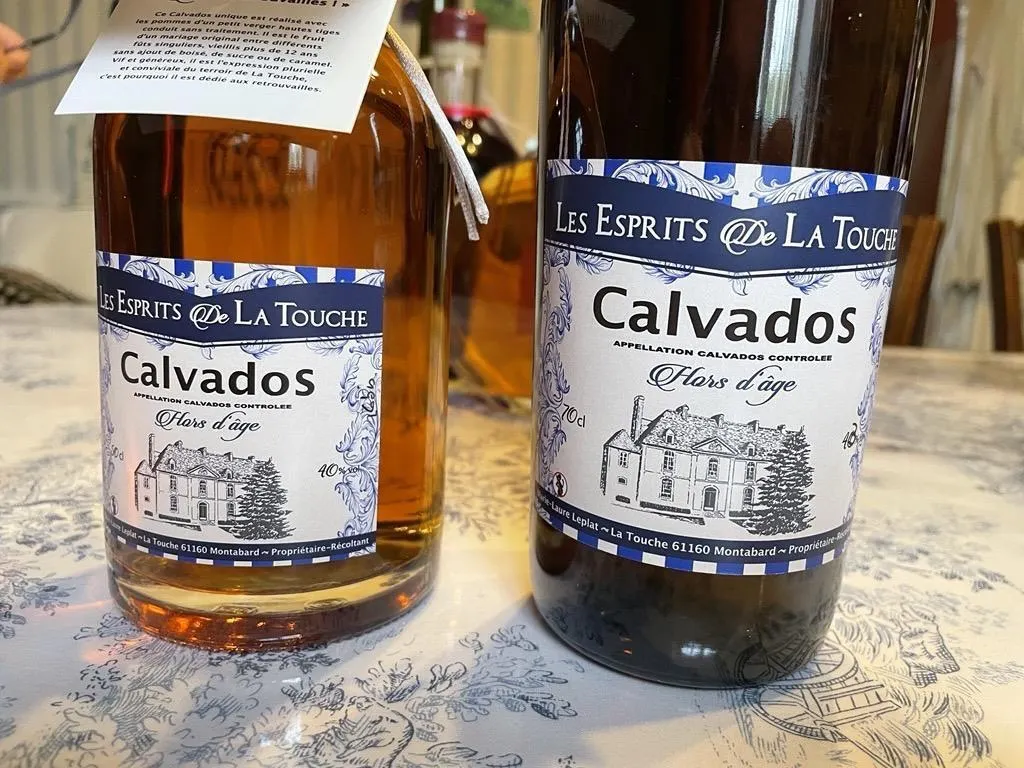 availles ! »
Ce Calvados unique est réalisé avec
les pommes d'un petit verger hautes tiges
conduit sans traitement. Il est le fruit
d'un mariage original entre différents
fûts singuliers, vieillis plus de 12 ans
sans ajout de boisé, de sucre ou de caramel.
Vif et généreux, il est l'expression plurielle
et conviviale du terroir de La Touche,
c'est pourquoi il est dédié aux retrouvailles.
LES ESPRITS De LA TOUCHE
Calvados
APPELLATION CALVADOS CONTROLEE
Hors d'âge
40% vol
Laure Leplat ~ La Touche 61160 Montabard ~ Propriétaire-Récoltant
LES ESPRITS De LA TOUCHE
Calvados
APPELLATION CALVADOS CONTROLEE
Hors d'âge
70cl
-Laure Leplat ~ La Touche 61160 Montabard ~ Propriétaire-